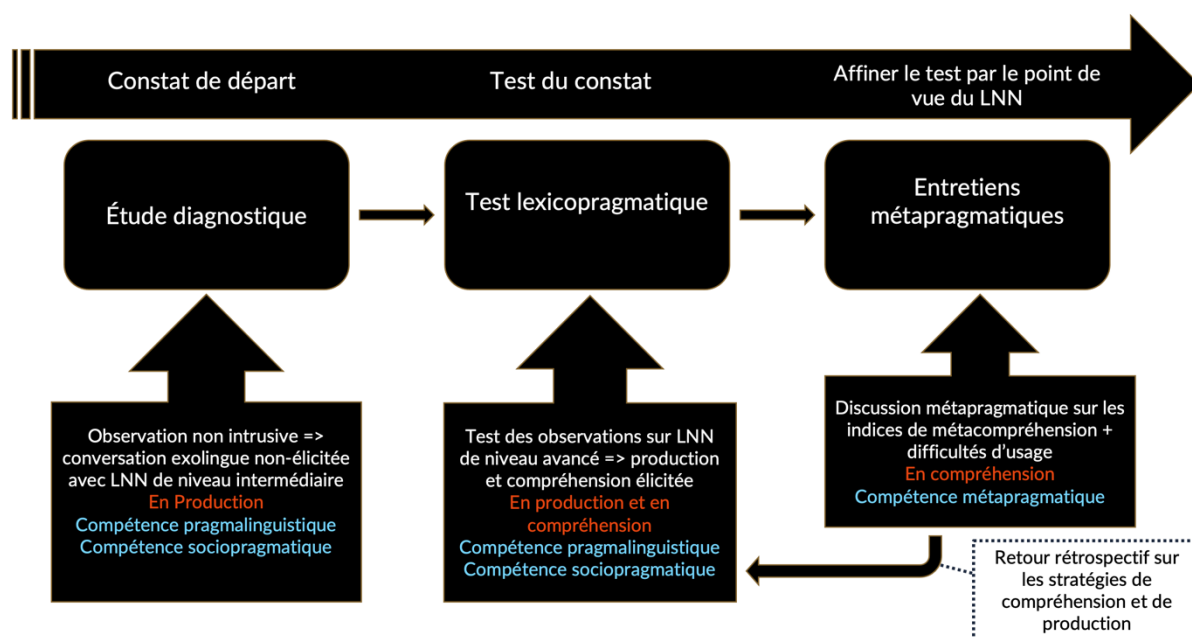 Constat de départ
Test du constat
Affiner le test par le point de
vue du LNN
Étude diagnostique
Test lexicopragmatique
Entretiens
métapragmatiques
Observation non intrusive =>
conversation exolingue non-élicitée
avec LNN de niveau intermédiaire
En Production
Compétence pragmalinguistique
Compétence sociopragmatique
Test des observations sur LNN
de niveau avancé => production
et compréhension élicitée
En production et en
compréhension
Compétence pragmalinguistique
Compétence sociopragmatique
Discussion métapragmatique sur les
indices de métacompréhension +
difficultés d'usage
En compréhension
Compétence métapragmatique
Retour rétrospectif sur
les stratégies de
compréhension et de
production